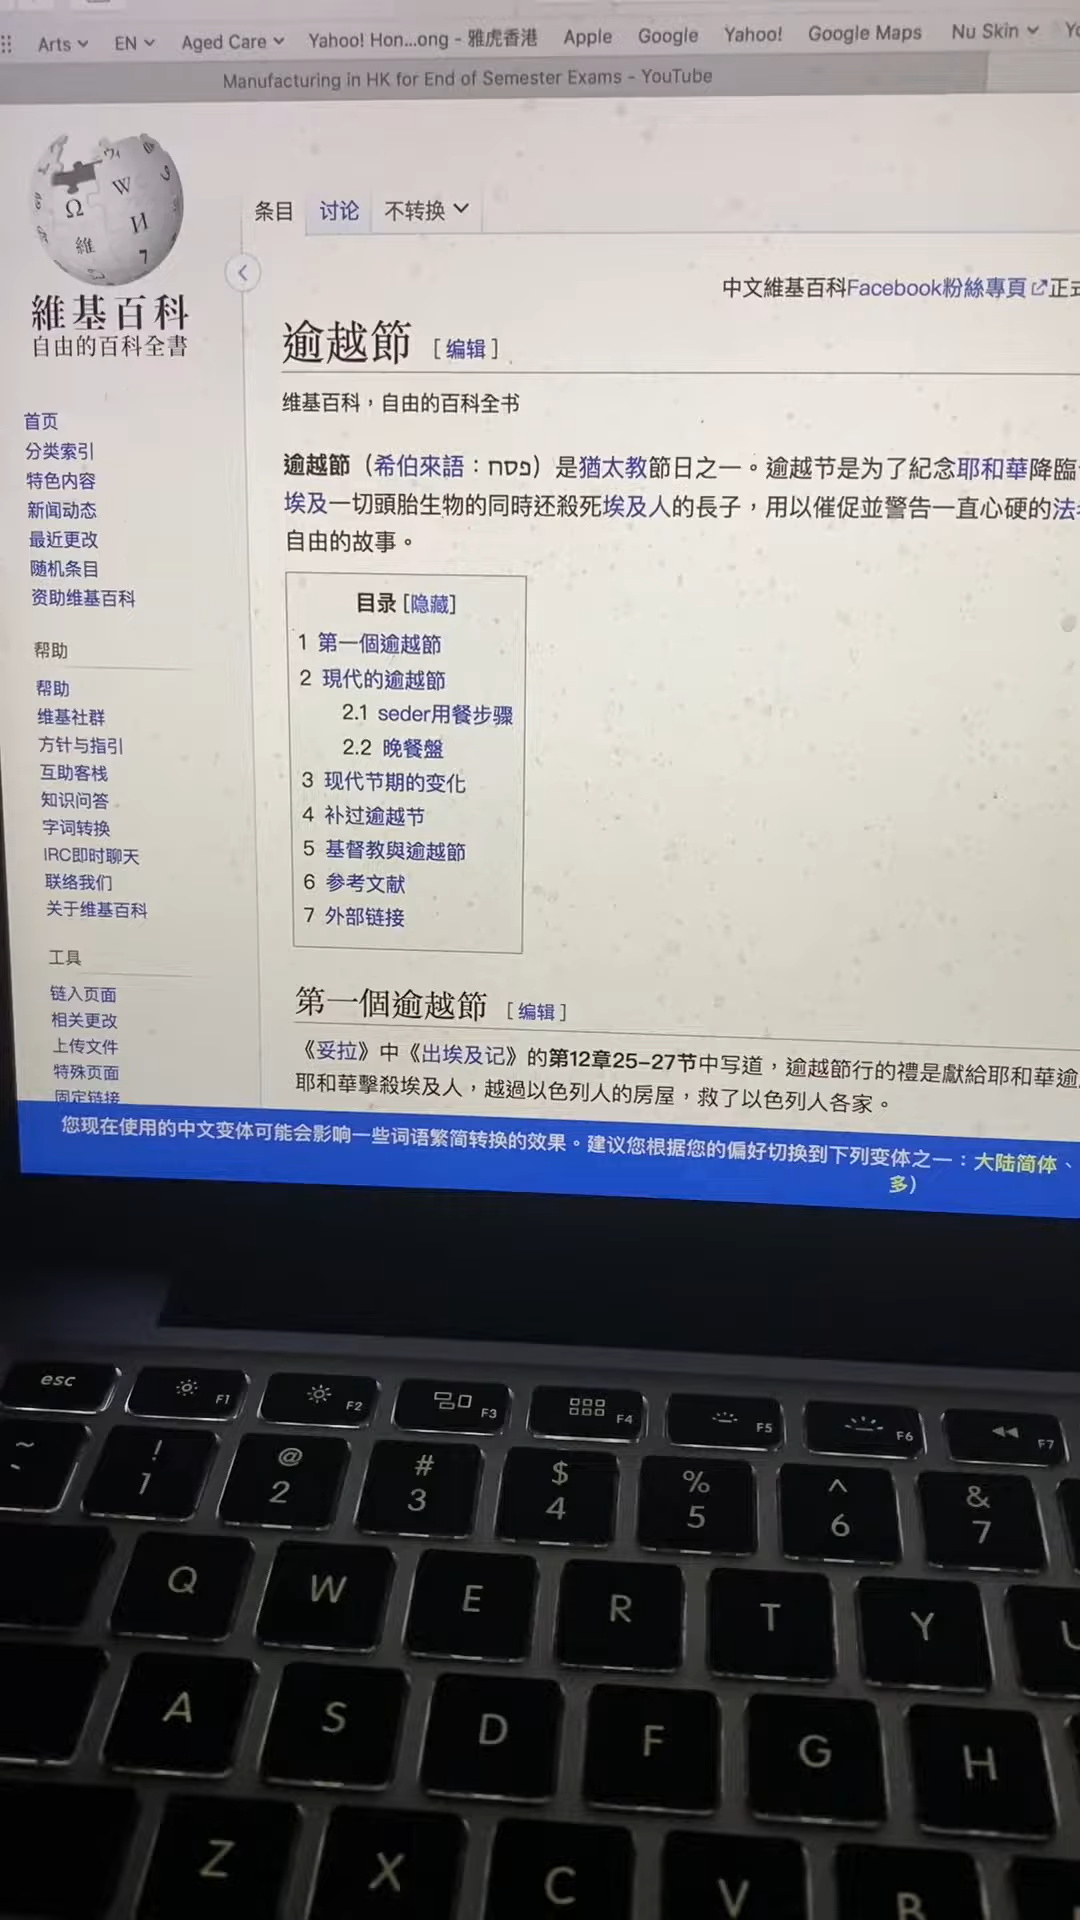 Arts EN Aged Care Yahoo! Hon...ong - 雅虎香港 Apple Google Yahoo! Google Maps Nu Skin
Manufacturing in HK for End of Semester Exams - YouTube
Ω W И 維 7
維基百科
自由的百科全書
首页
分类索引
特色内容
新闻动态
最近更改
随机条目
资助维基百科
帮助
帮助
维基社群
方针与指引
互助客栈
知识问答
字词转换
IRC即时聊天
联络我们
关于维基百科
工具
链入页面
相关更改
上传文件
特殊页面
固定链接
条目 讨论 不转换
中文維基百科Facebook粉絲專頁正式
逾越節 [编辑]
维基百科，自由的百科全书
逾越節（希伯來語：פסח）是猶太教節日之一。逾越节是为了紀念耶和華降臨
埃及一切頭胎生物的同時还殺死埃及人的長子，用以催促並警告一直心硬的法
自由的故事。
目录 [隐藏]
1 第一個逾越節
2 現代的逾越節
2.1 seder用餐步骤
2.2 晚餐盤
3 现代节期的变化
4 补过逾越节
5 基督教與逾越節
6 参考文献
7 外部链接
第一個逾越節 [编辑]
《妥拉》中《出埃及记》的第12章25-27节中写道，逾越節行的禮是獻給耶和華逾
耶和華擊殺埃及人，越過以色列人的房屋，救了以色列人各家。
您现在使用的中文变体可能会影响一些词语繁简转换的效果。建议您根据您的偏好切换到下列变体之一：大陆简体、
多）
esc F1 F2 F3 F4 F5 F6 F7
~ ! @ # $ % ^ &
1 2 3 4 5 6 7
Q W E R T Y U
A S D F G H
Z X C V B